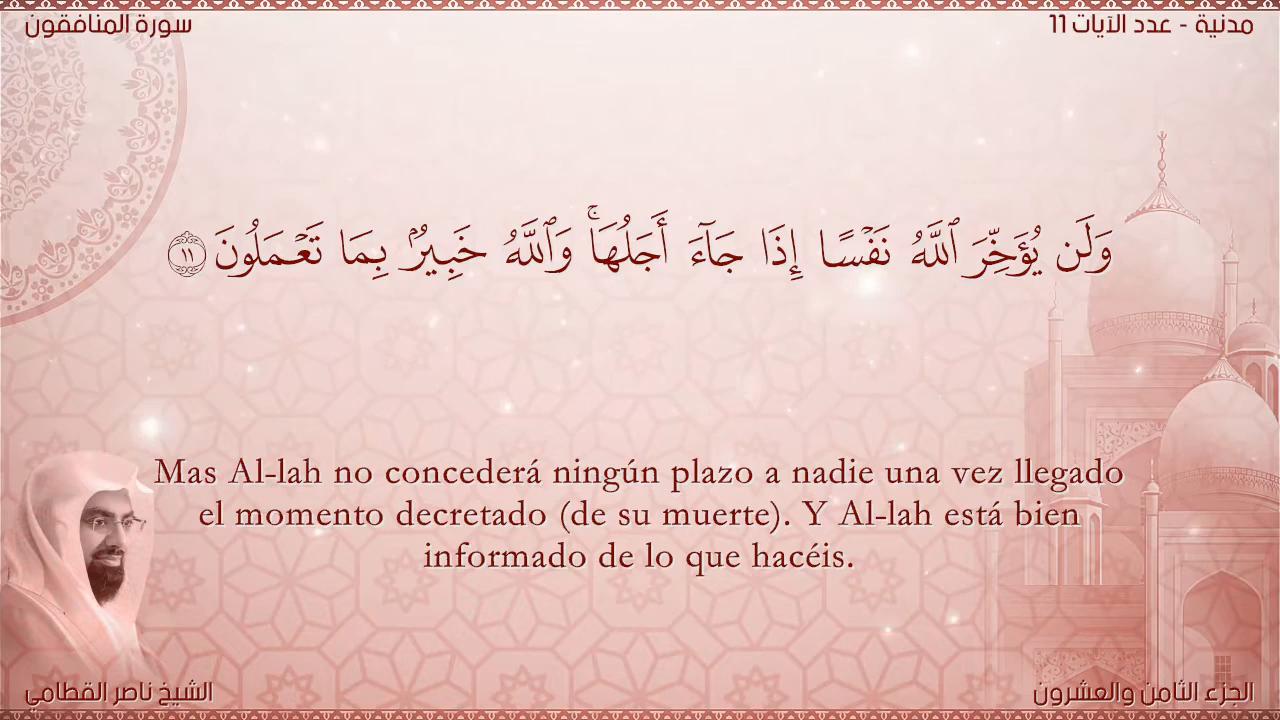 سورة المنافقون
مدنية - عدد الآيات 11
وَلَن يُؤَخِّرَ ٱللَّهُ نَفْسًا إِذَا جَآءَ أَجَلُهَا ۚ وَٱللَّهُ خَبِيرٌۢ بِمَا تَعْمَلُونَ ١١
Mas Al-lah no concederá ningún plazo a nadie una vez llegado
el momento decretado (de su muerte). Y Al-lah está bien
informado de lo que hacéis.
الشيخ ناصر القطامي
الجزء الثامن والعشرون